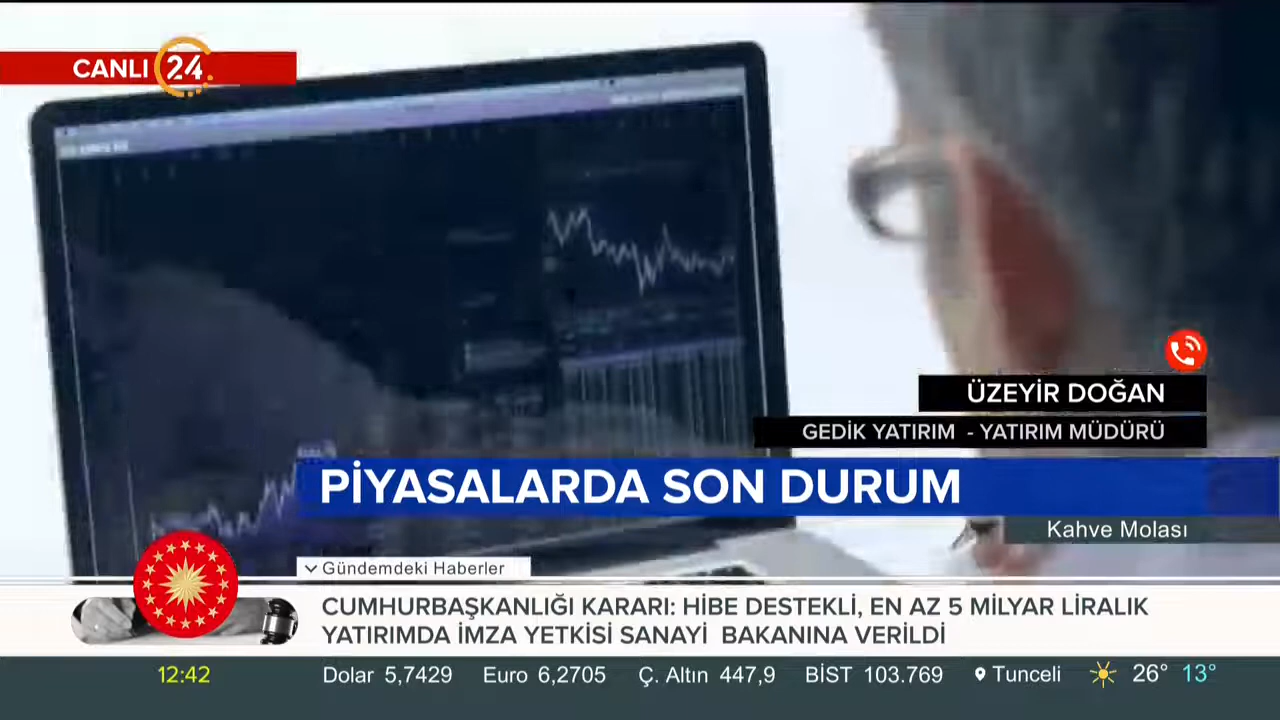 CANLI 24
ÜZEYİR DOĞAN
GEDİK YATIRIM - YATIRIM MÜDÜRÜ
PİYASALARDA SON DURUM
Kahve Molası
Gündemdeki Haberler
CUMHURBAŞKANLIĞI KARARI: HİBE DESTEKLİ, EN AZ 5 MİLYAR LİRALIK
YATIRIMDA İMZA YETKİSİ SANAYİ BAKANINA VERİLDİ
12:42 Dolar 5,7429 Euro 6,2705 Ç. Altın 447,9 BİST 103.769 Tunceli 26° 13°